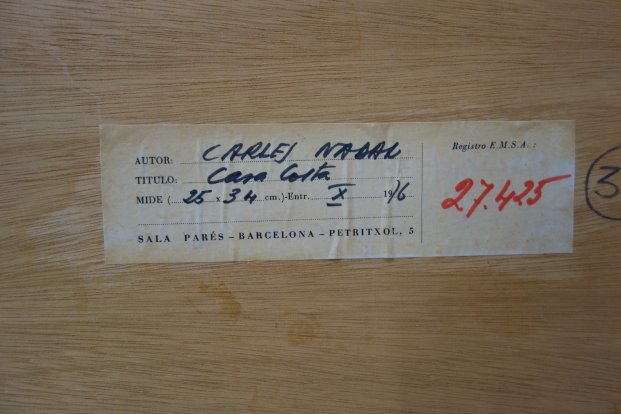 AUTOR: CARLES NADAL
TITULO: Casa Costa
MIDE (... 25 x 34 cm.)-Entr. X 19
SALA PARÉS – BARCELONA – PETRITXOL, 5
Registro E.M.S.A. :
27.425
3